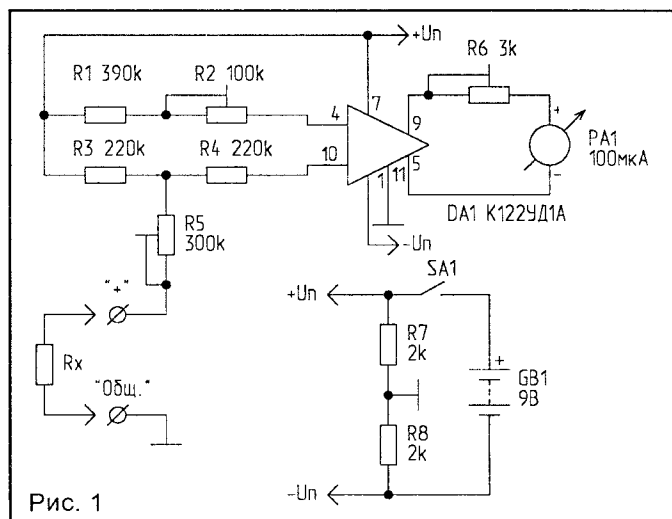 +Uп
R1 390k
R2 100k
R6 3k
4
7
9
+
R3 220k
R4 220k
10
1
11
5
PA1
100мкА
-
DA1 К122УД1А
R5
300k
-Uп
SA1
"+"
+Uп
R7
2k
+
GB1
9В
Rx
"Общ."
R8
2k
-Uп
Рис. 1